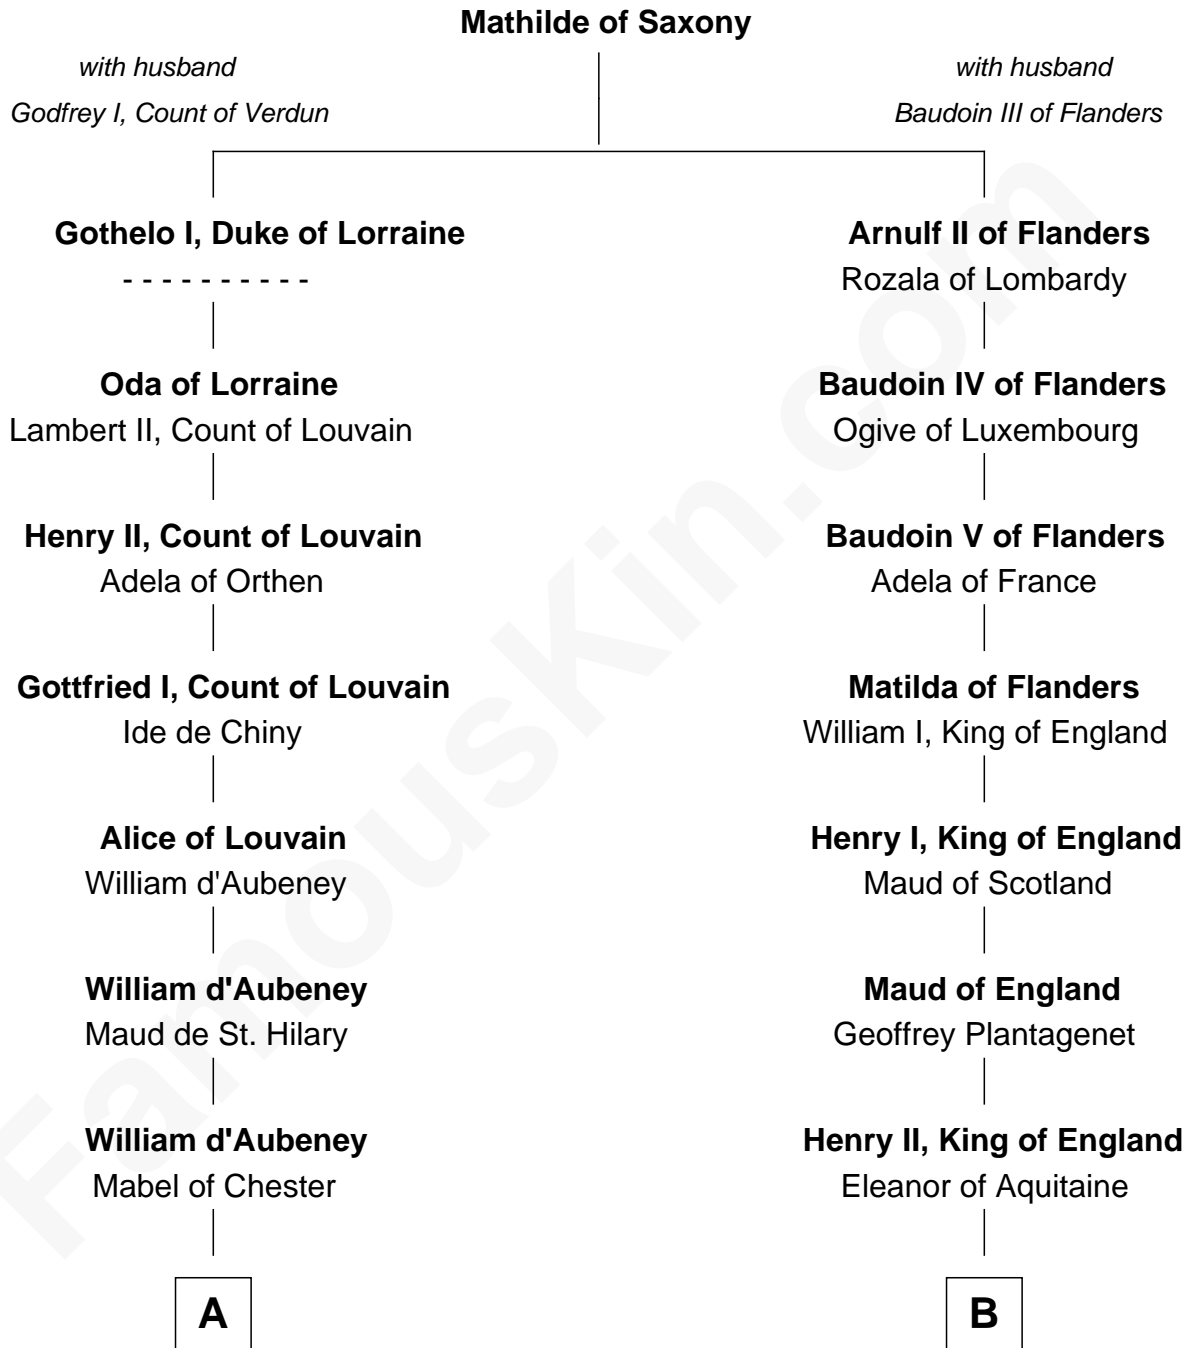 Mathilde of Saxony
with husband
Godfrey I, Count of Verdun
with husband
Baudoin III of Flanders
Gothelo I, Duke of Lorraine
- - - - - - - - - -
Arnulf II of Flanders
Rozala of Lombardy
Oda of Lorraine
Lambert II, Count of Louvain
Baudoin IV of Flanders
Ogive of Luxembourg
Henry II, Count of Louvain
Adela of Orthen
Baudoin V of Flanders
Adela of France
Gottfried I, Count of Louvain
Ide de Chiny
Matilda of Flanders
William I, King of England
Alice of Louvain
William d'Aubeney
Henry I, King of England
Maud of Scotland
William d'Aubeney
Maud de St. Hilary
Maud of England
Geoffrey Plantagenet
William d'Aubeney
Mabel of Chester
Henry II, King of England
Eleanor of Aquitaine
A
B
FamousKin.com